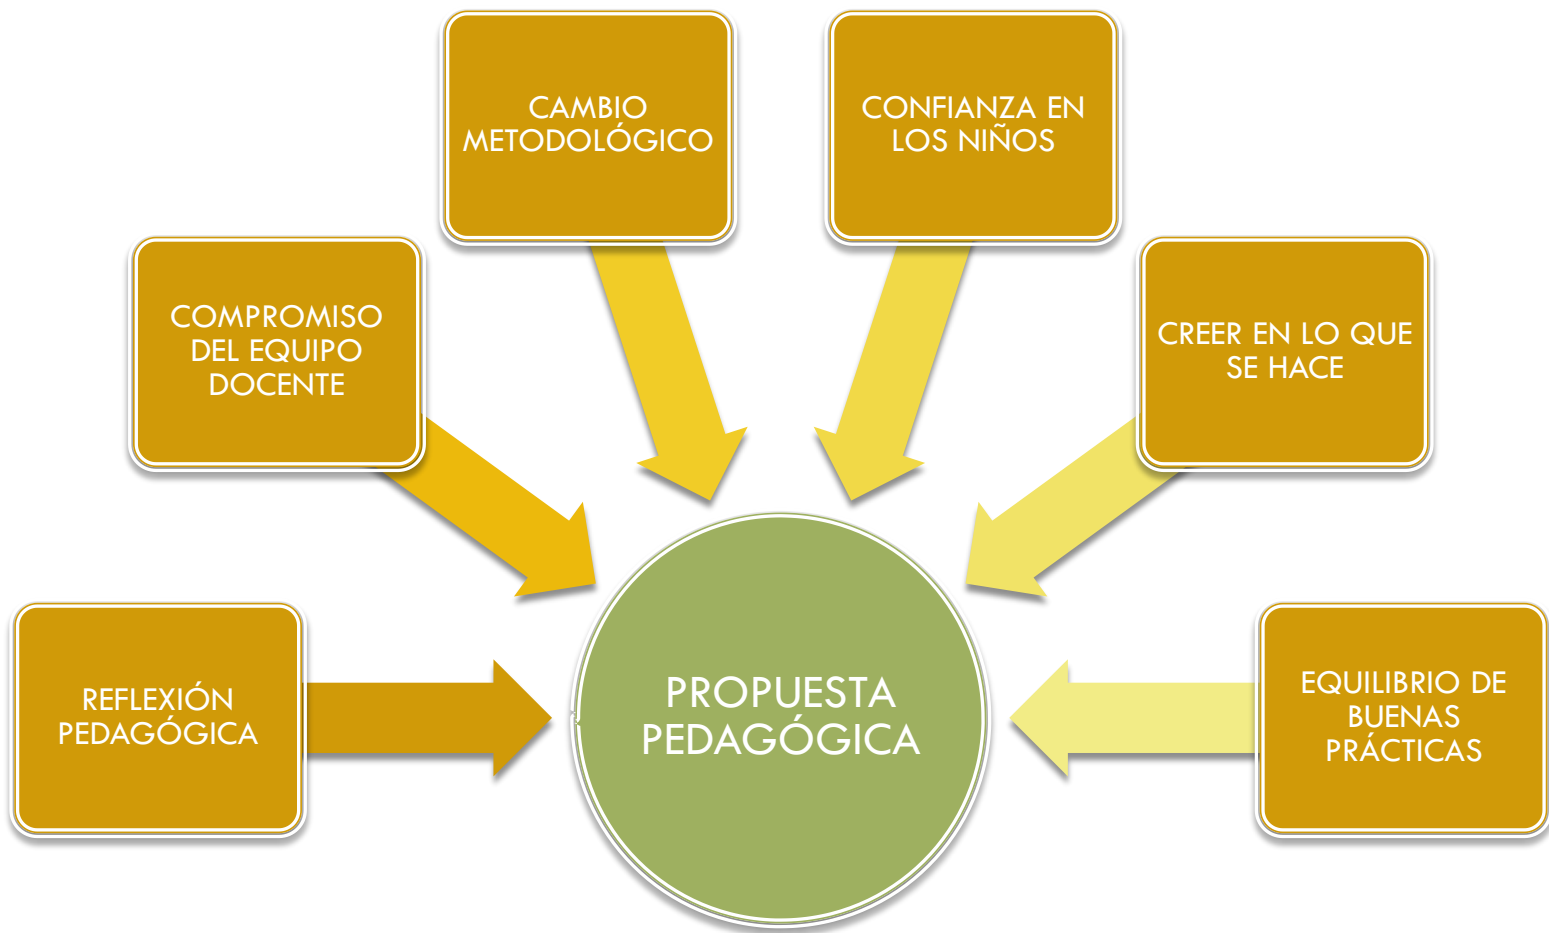 CAMBIO
METODOLÓGICO
CONFIANZA EN
LOS NIÑOS
COMPROMISO
DEL EQUIPO
DOCENTE
CREER EN LO QUE
SE HACE
REFLEXIÓN
PEDAGÓGICA
PROPUESTA
PEDAGÓGICA
EQUILIBRIO DE
BUENAS
PRÁCTICAS